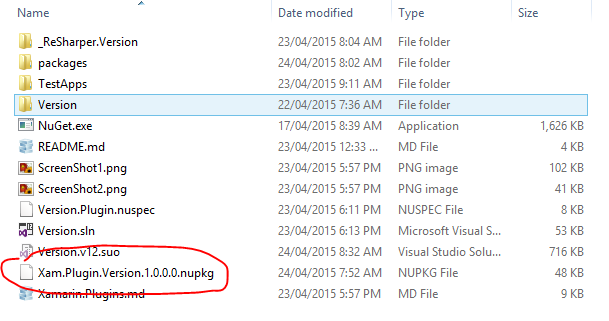 Name Date modified Type Size
_ReSharper.Version 23/04/2015 8:04 AM File folder
packages 24/04/2015 8:02 AM File folder
TestApps 23/04/2015 9:11 AM File folder
Version 22/04/2015 7:36 AM File folder
NuGet.exe 17/04/2015 8:39 AM Application 1,626 KB
README.md 23/04/2015 12:33 ... MD File 4 KB
ScreenShot1.png 23/04/2015 5:57 PM PNG image 102 KB
ScreenShot2.png 23/04/2015 5:57 PM PNG image 41 KB
Version.Plugin.nuspec 23/04/2015 6:11 PM NUSPEC File 8 KB
Version.sln 23/04/2015 6:13 PM Microsoft Visual S... 53 KB
Version.v12.suo 24/04/2015 8:32 AM Visual Studio Solu... 716 KB
Xam.Plugin.Version.1.0.0.0.nupkg 24/04/2015 7:52 AM NUPKG File 48 KB
Xamarin.Plugins.md 23/04/2015 5:57 PM MD File 4 KB